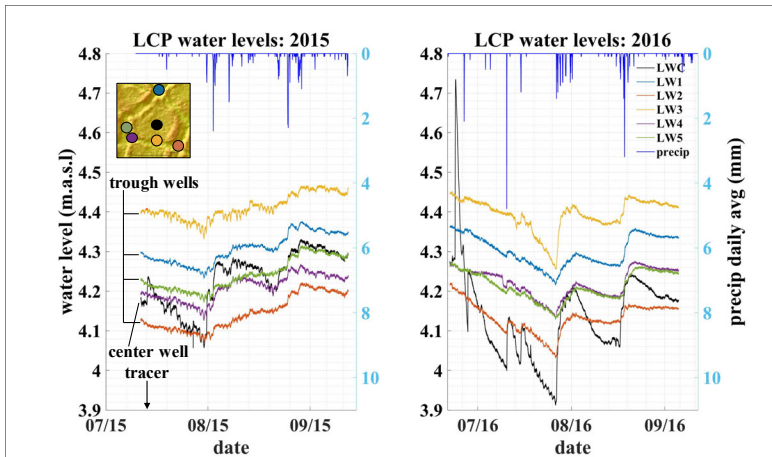 LCP water levels: 2015
4.8
4.7
4.6
4.5
4.4
4.3
4.2
4.1
4
3.9
water level (m.a.s.l)
trough wells
center well
tracer
07/15
08/15
09/15
date
0
2
4
6
8
10
LCP water levels: 2016
4.8
4.7
4.6
4.5
4.4
4.3
4.2
4.1
4
3.9
LWC
LW1
LW2
LW3
LW4
LW5
precip
07/16
08/16
09/16
date
0
2
4
6
8
10
precip daily avg (mm)